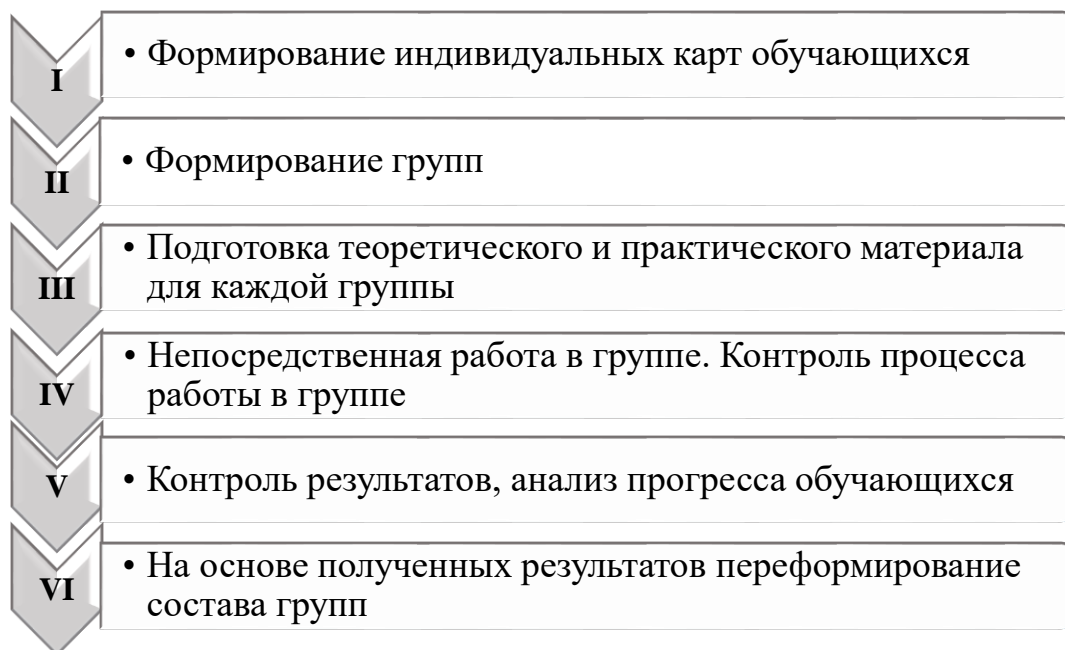 I
• Формирование индивидуальных карт обучающихся
II
• Формирование групп
III
• Подготовка теоретического и практического материала
для каждой группы
IV
• Непосредственная работа в группе. Контроль процесса
работы в группе
V
• Контроль результатов, анализ прогресса обучающихся
VI
• На основе полученных результатов переформирование
состава групп